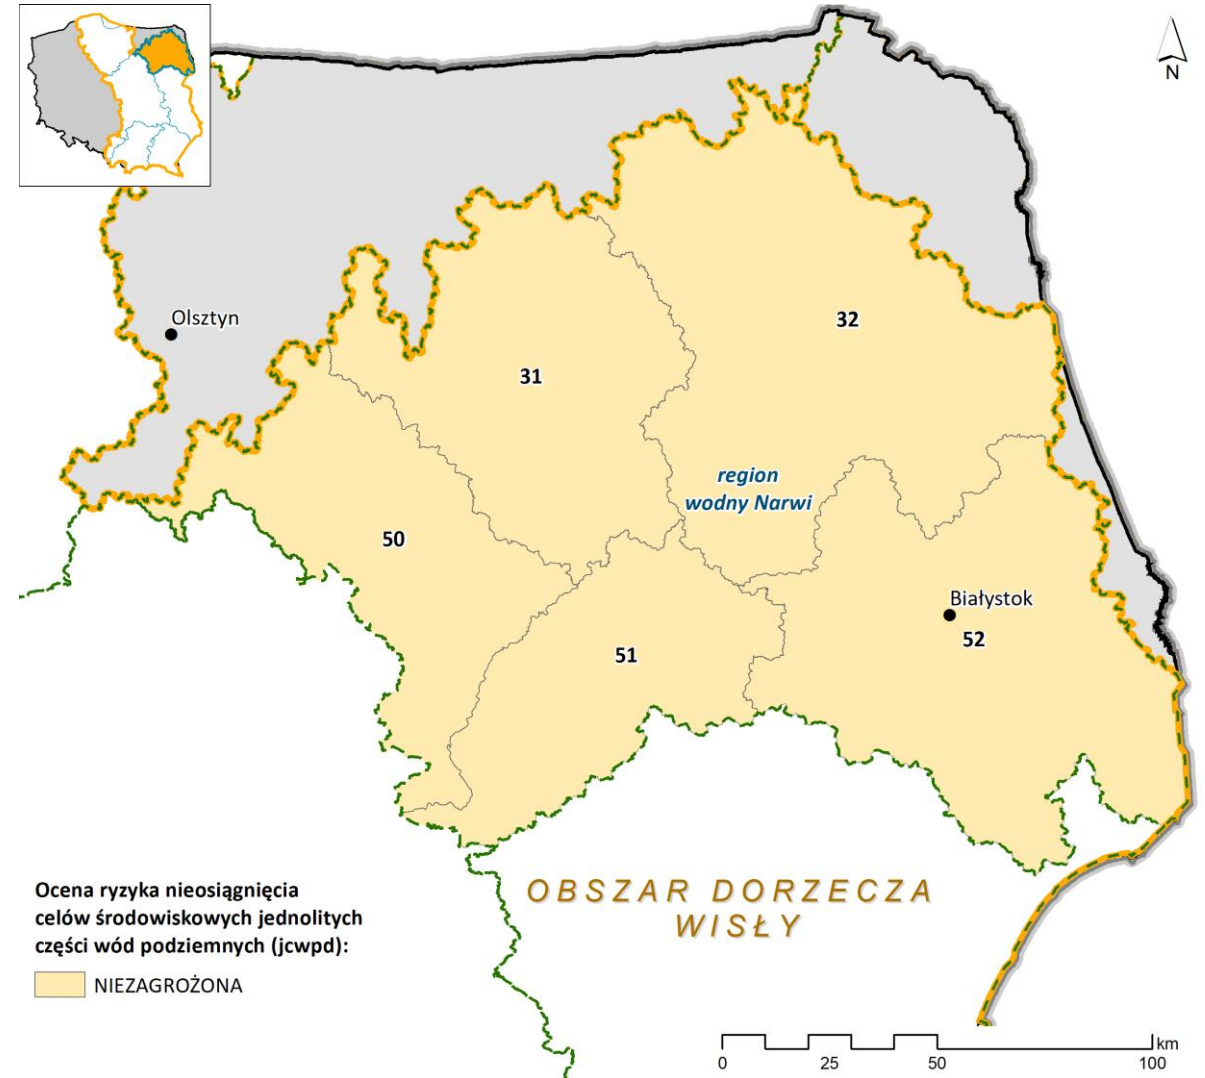 N
Olsztyn
32
31
region
wodny Narwi
50
Białystok
52
51
OBSZAR DORZECZA
WISŁY
Ocena ryzyka nieosiągnięcia
celów środowiskowych jednolitych
części wód podziemnych (jcwpd):
NIEZAGROŻONA
km
0 25 50 100